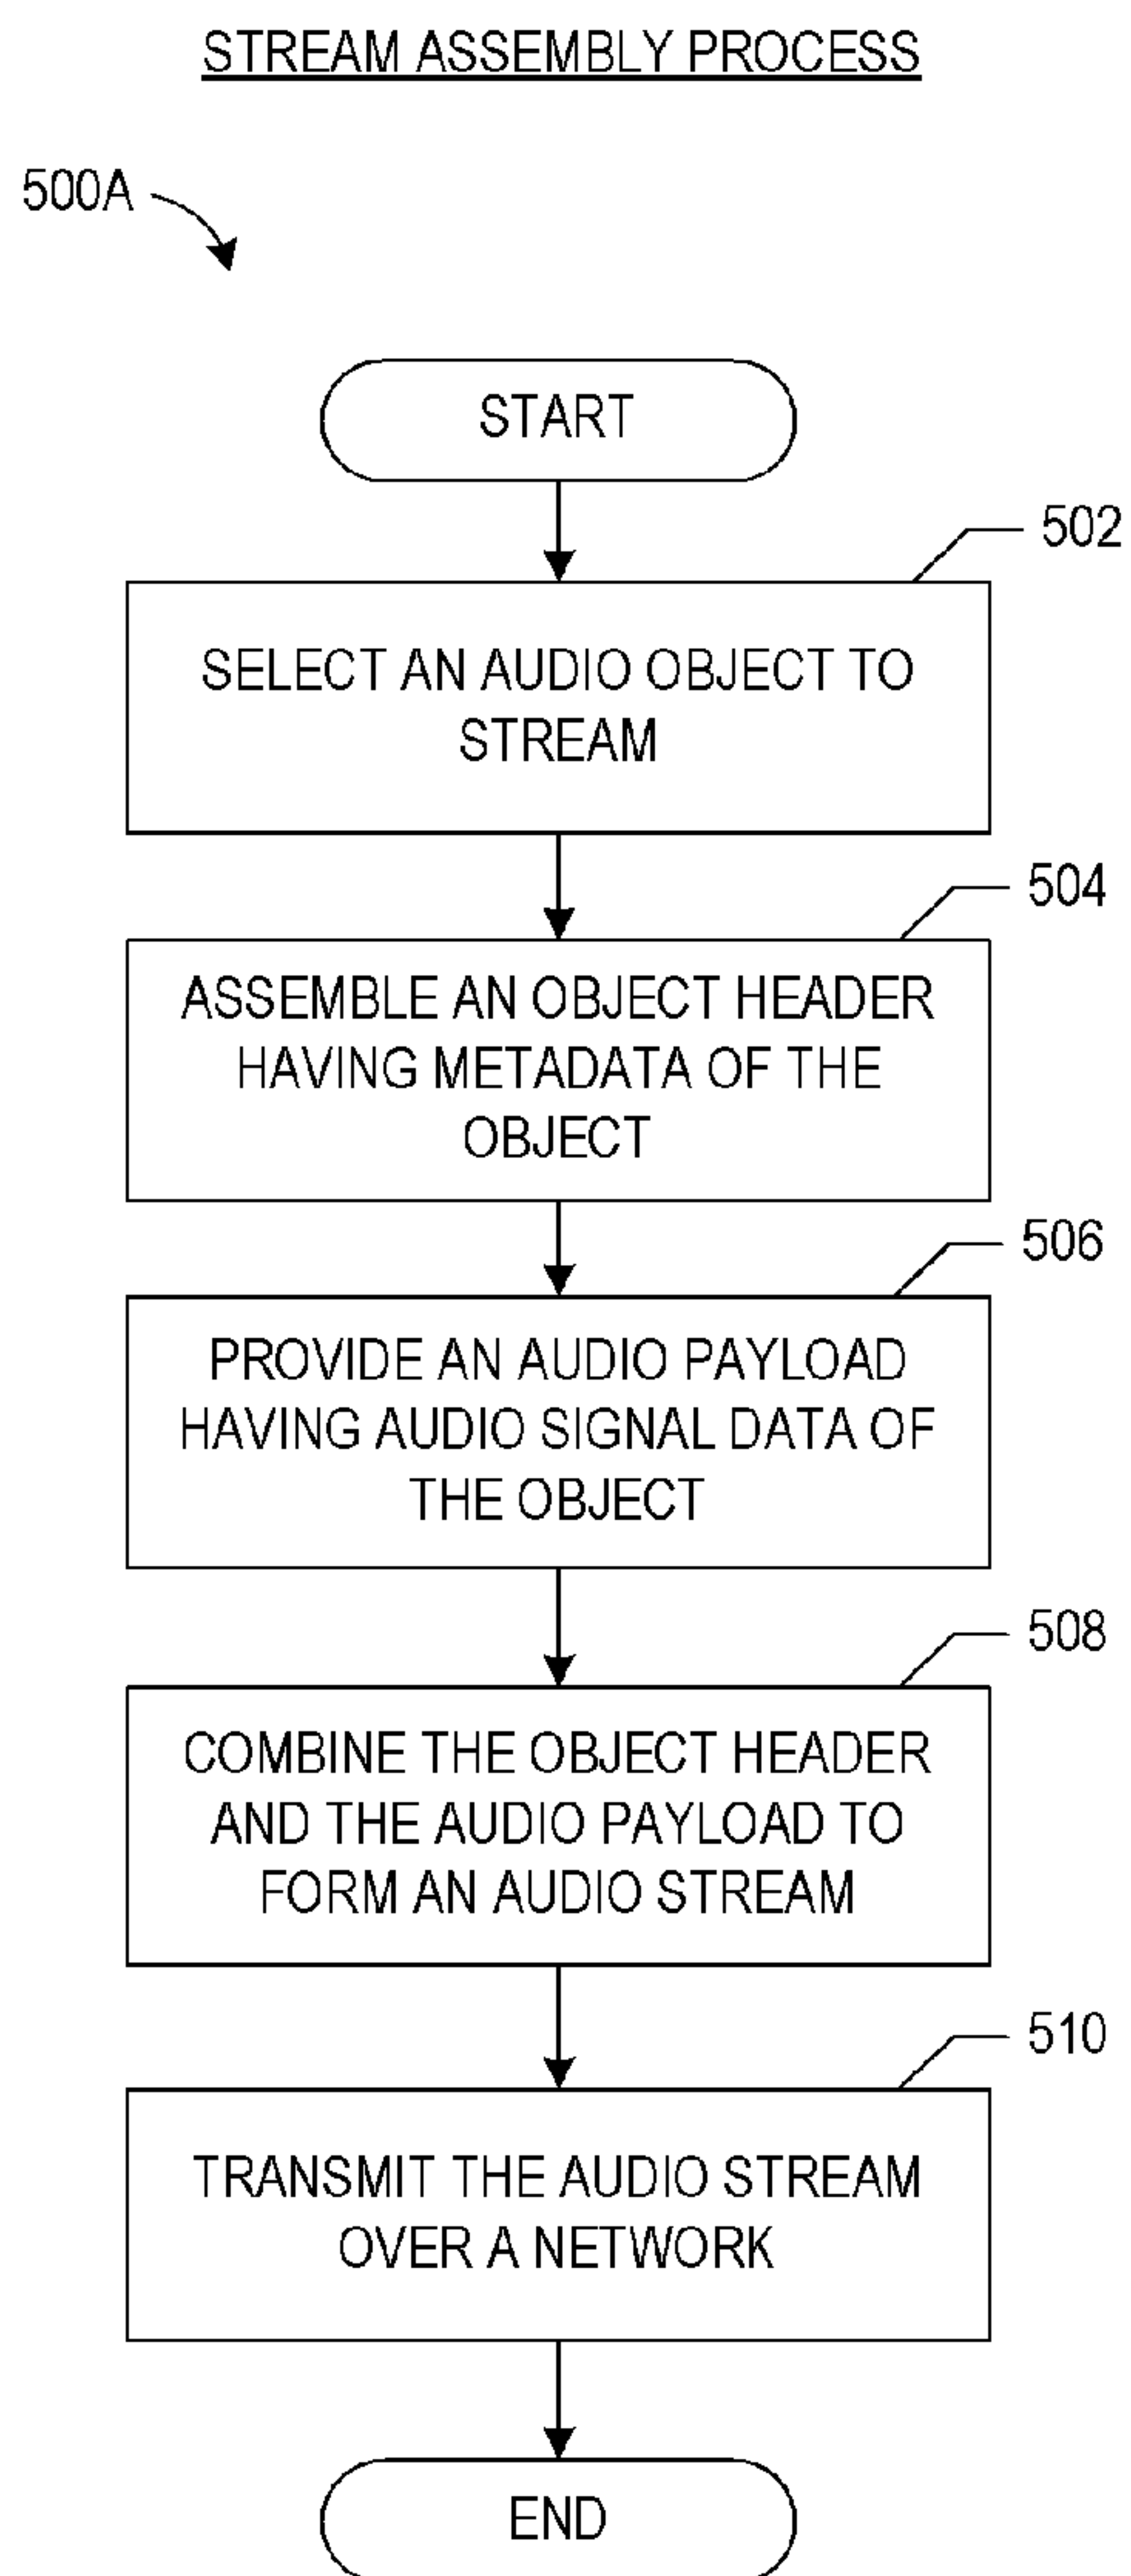 STREAM ASSEMBLY PROCESS
500A
START
502
SELECT AN AUDIO OBJECT TO
STREAM
504
ASSEMBLE AN OBJECT HEADER
HAVING METADATA OF THE
OBJECT
506
PROVIDE AN AUDIO PAYLOAD
HAVING AUDIO SIGNAL DATA OF
THE OBJECT
508
COMBINE THE OBJECT HEADER
AND THE AUDIO PAYLOAD TO
FORM AN AUDIO STREAM
510
TRANSMIT THE AUDIO STREAM
OVER A NETWORK
END